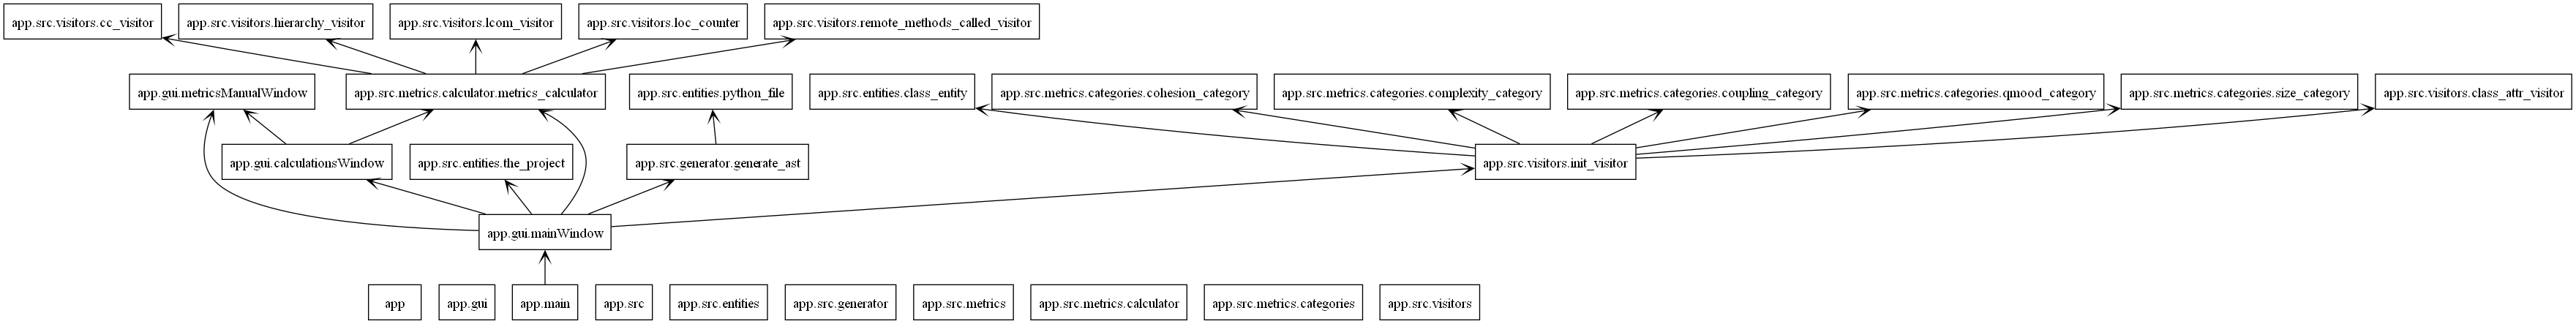 app.src.visitors.cc_visitor
app.src.visitors.hierarchy_visitor
app.src.visitors.lcom_visitor
app.src.visitors.loc_counter
app.src.visitors.remote_methods_called_visitor
app.gui.metricsManualWindow
app.src.metrics.calculator.metrics_calculator
app.src.entities.python_file
app.src.entities.class_entity
app.src.metrics.categories.cohesion_category
app.src.metrics.categories.complexity_category
app.src.metrics.categories.coupling_category
app.src.metrics.categories.qmood_category
app.src.metrics.categories.size_category
app.src.visitors.class_attr_visitor
app.gui.calculationsWindow
app.src.entities.the_project
app.src.generator.generate_ast
app.src.visitors.init_visitor
app.gui.mainWindow
app
app.gui
app.main
app.src
app.src.entities
app.src.generator
app.src.metrics
app.src.metrics.calculator
app.src.metrics.categories
app.src.visitors